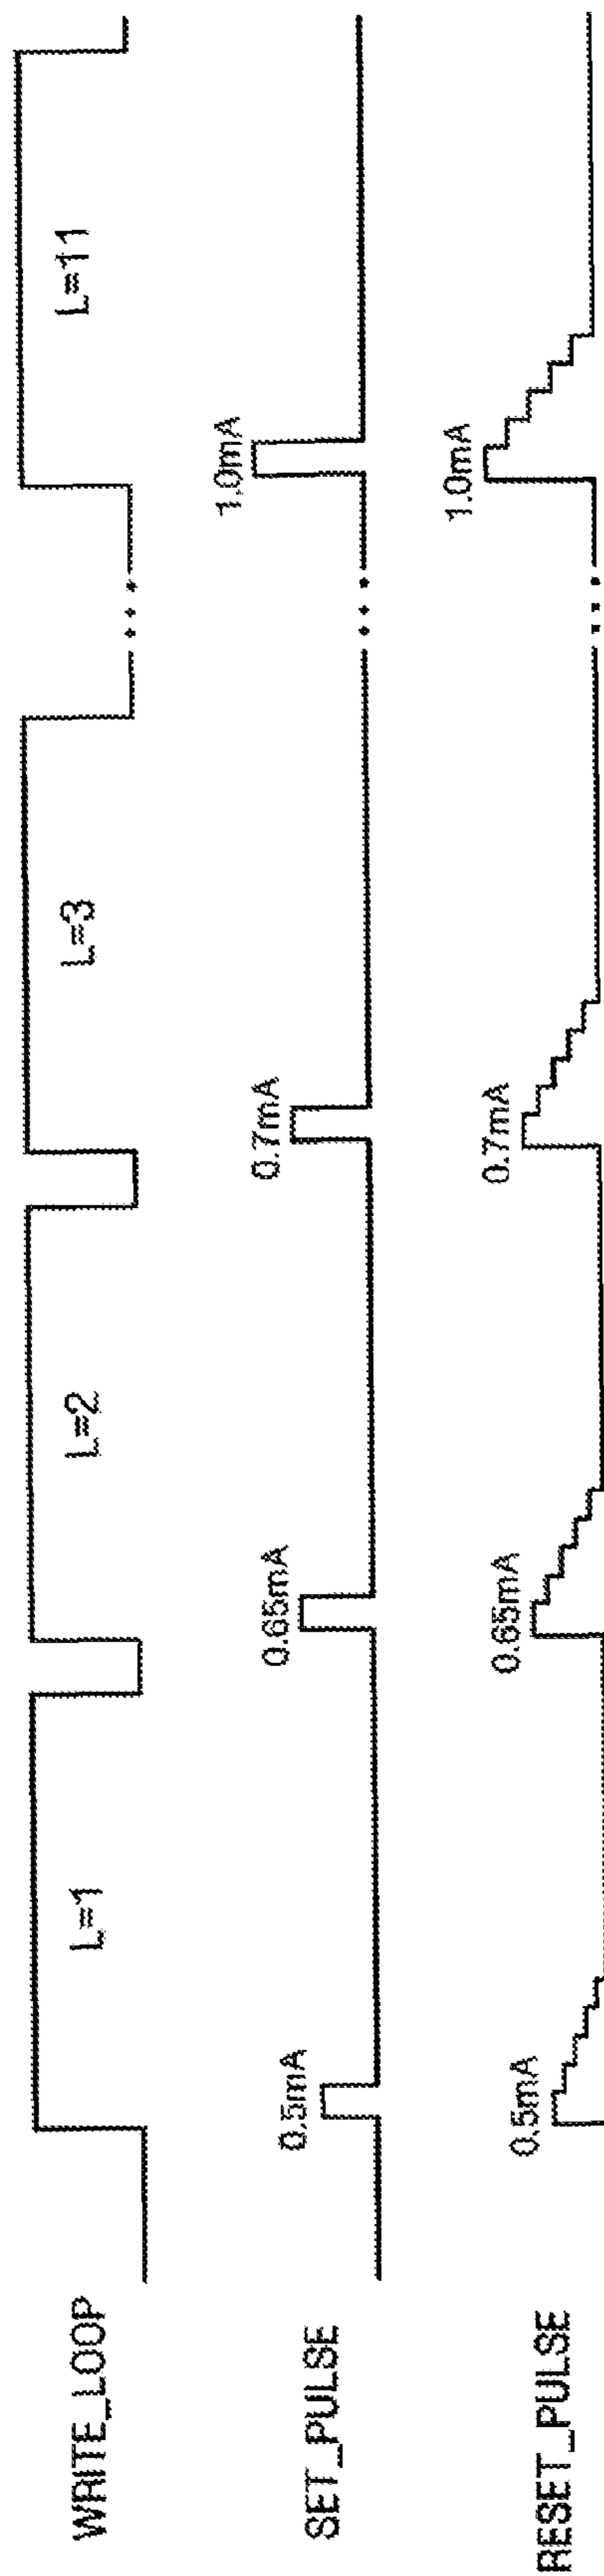 WRITE_LOOP
L=1
L=2
L=3
...
L=11
SET_PULSE
0.5mA
0.65mA
0.7mA
...
1.0mA
RESET_PULSE
0.5mA
0.65mA
0.7mA
...
1.0mA